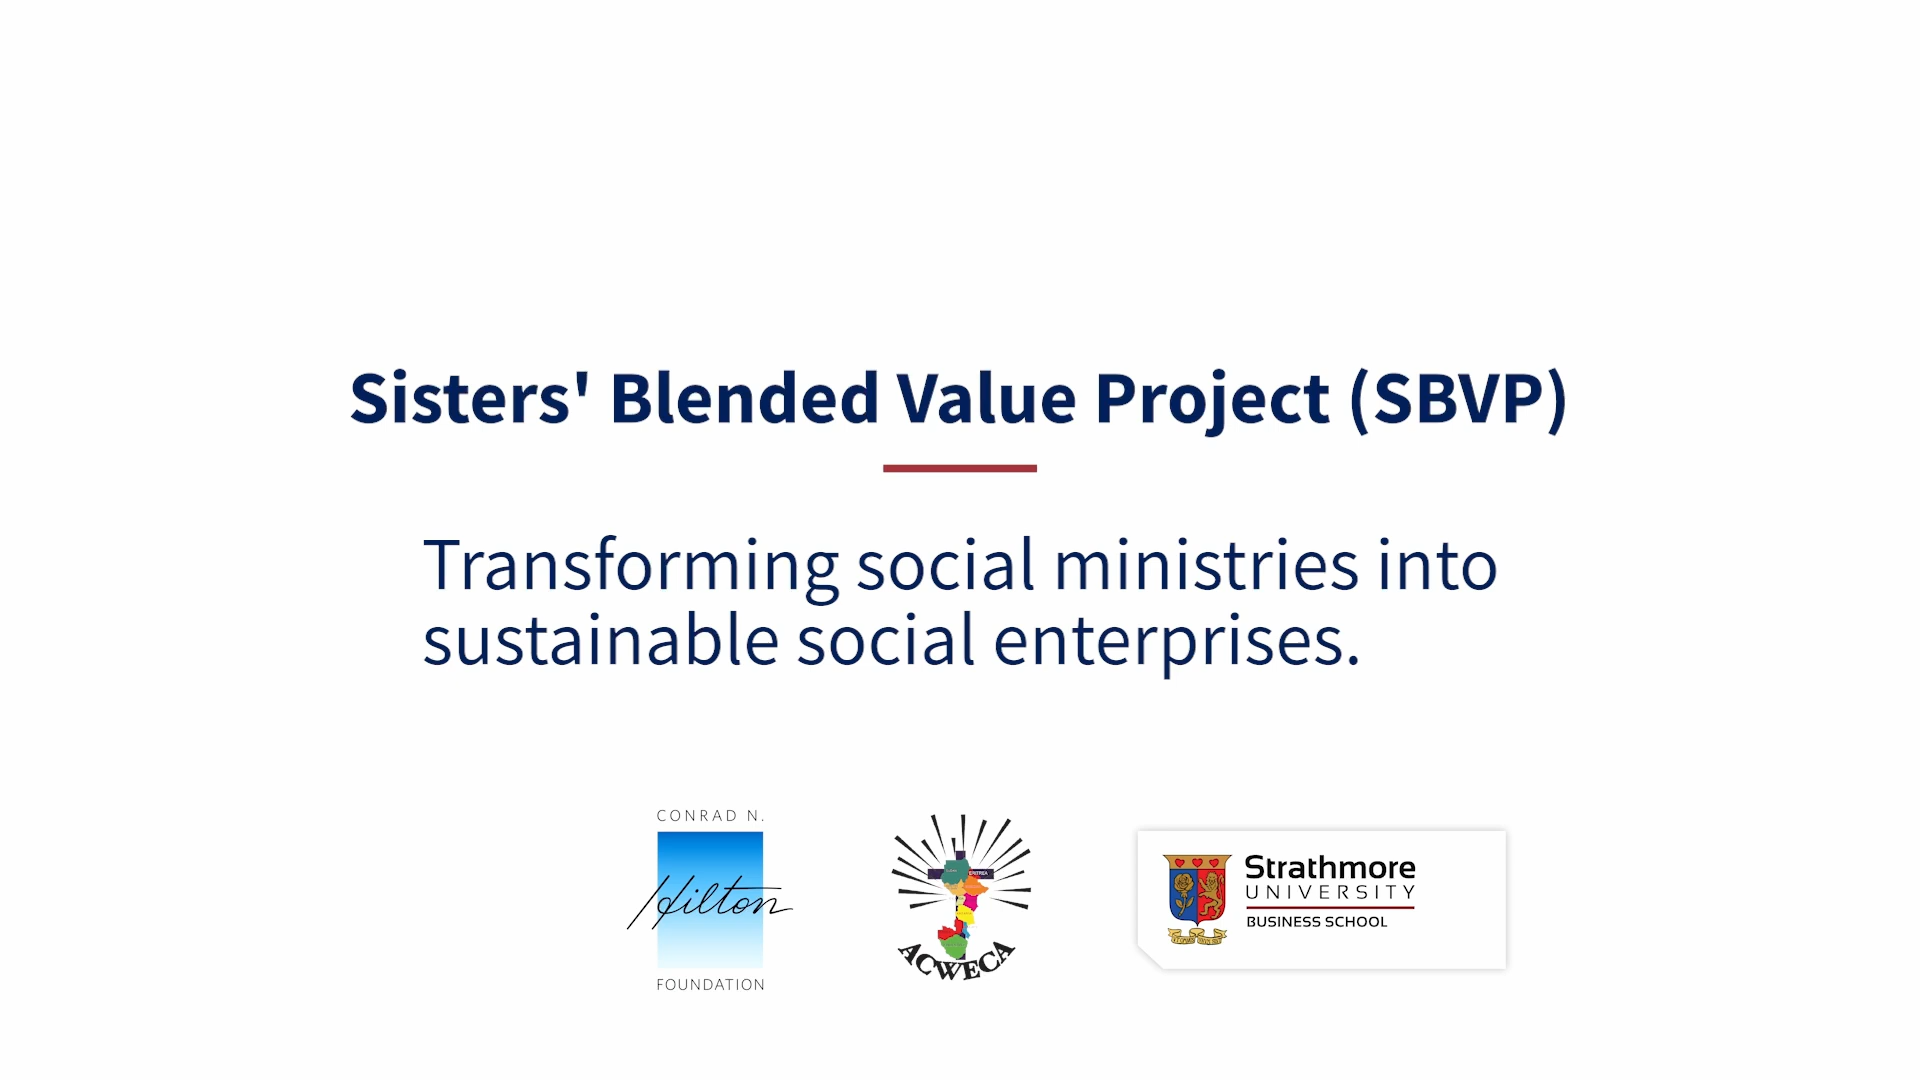 Sisters' Blended Value Project (SBVP)
Transforming social ministries into
sustainable social enterprises.
CONRAD N.
Hilton
FOUNDATION
ERITREA
ACWECA
Strathmore
UNIVERSITY
BUSINESS SCHOOL